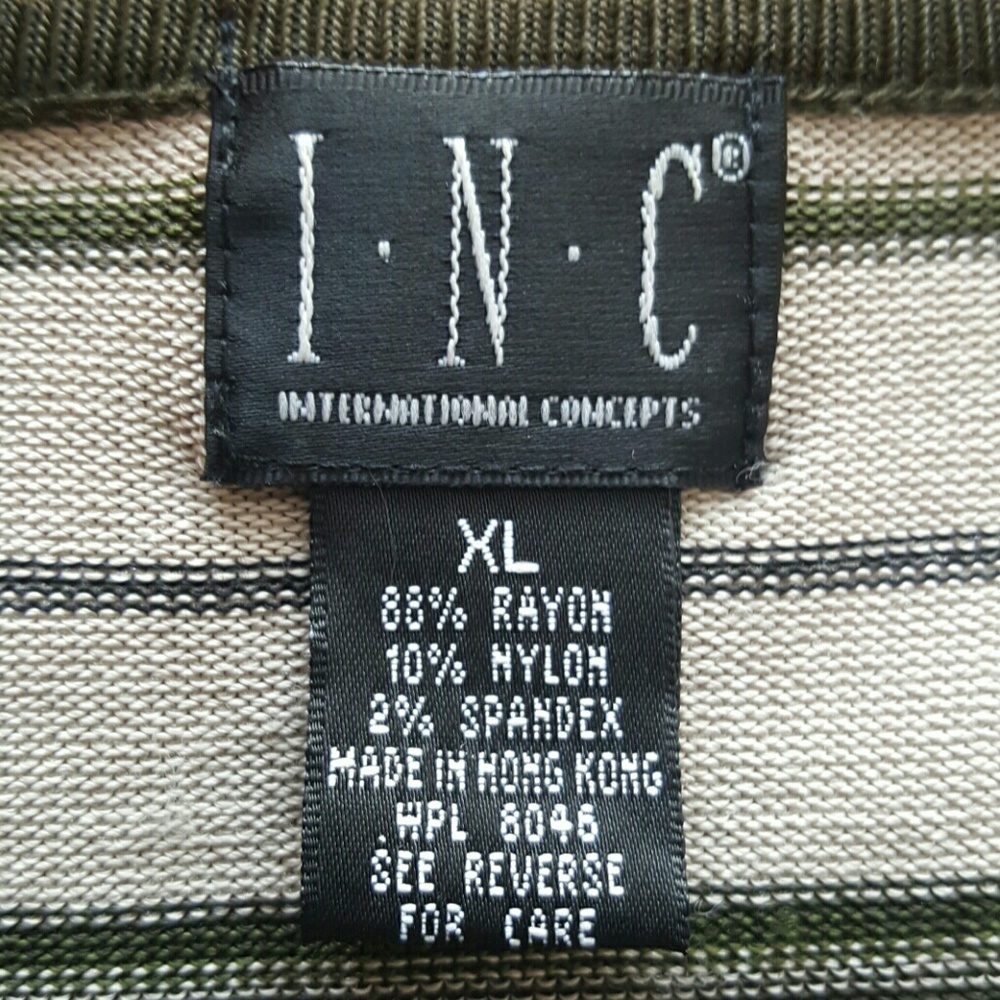 I·N·C®
INTERNATIONAL CONCEPTS
XL
88% RAYON
10% NYLON
2% SPANDEX
MADE IN HONG KONG
WPL 8046
SEE REVERSE
FOR CARE